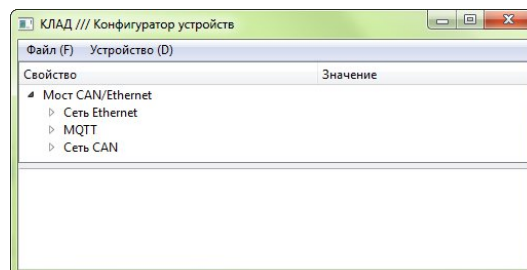 КЛАД /// Конфигуратор устройств
Файл (F) Устройство (D)
Свойство Значение
Мост CAN/Ethernet
Сеть Ethernet
MQTT
Сеть CAN